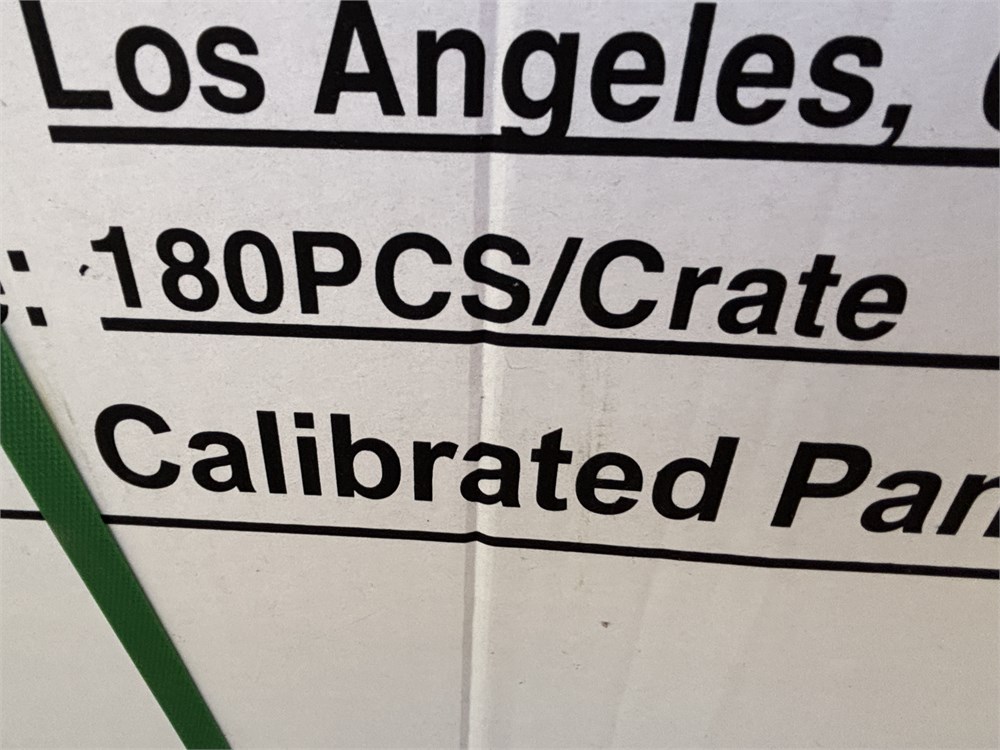 Los Angeles,
180PCS/Crate
Calibrated